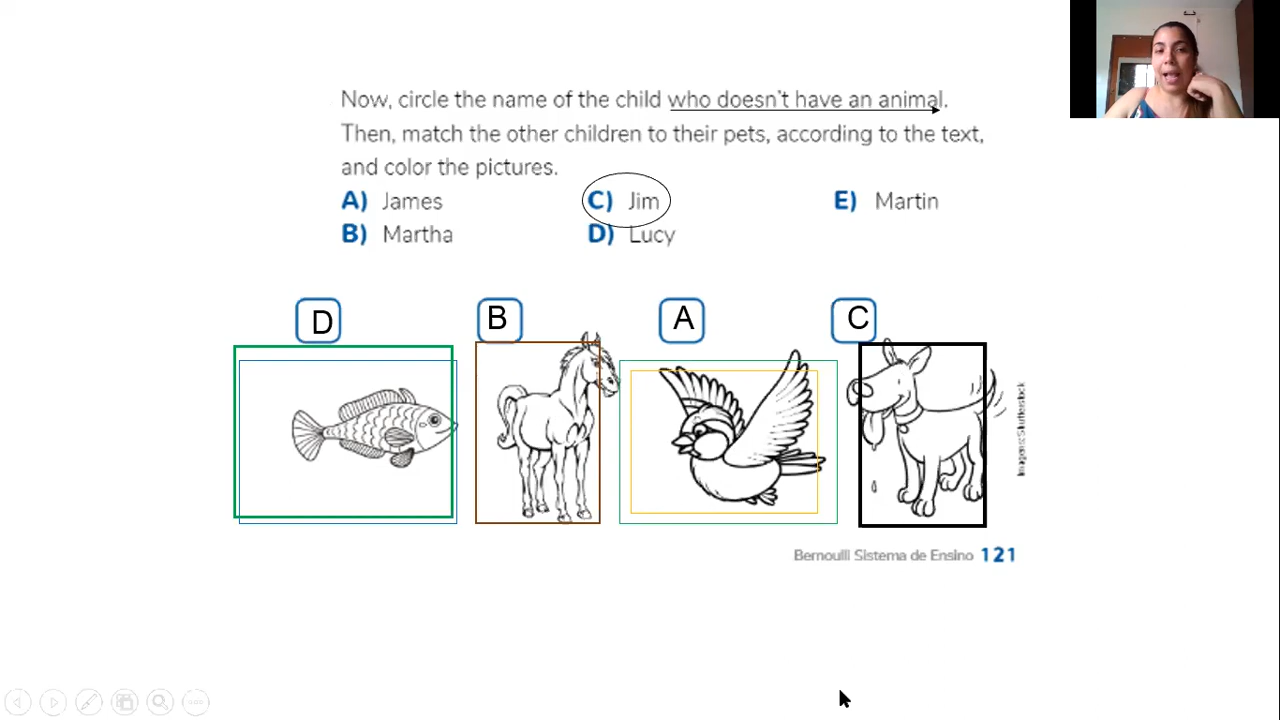 Now, circle the name of the child who doesn't have an animal.
Then, match the other children to their pets, according to the text,
and color the pictures.
A) James
C) Jim
E) Martin
B) Martha
D) Lucy
D
B
A
C
Imagens: Shutterstock
Bernoulli Sistema de Ensino 121